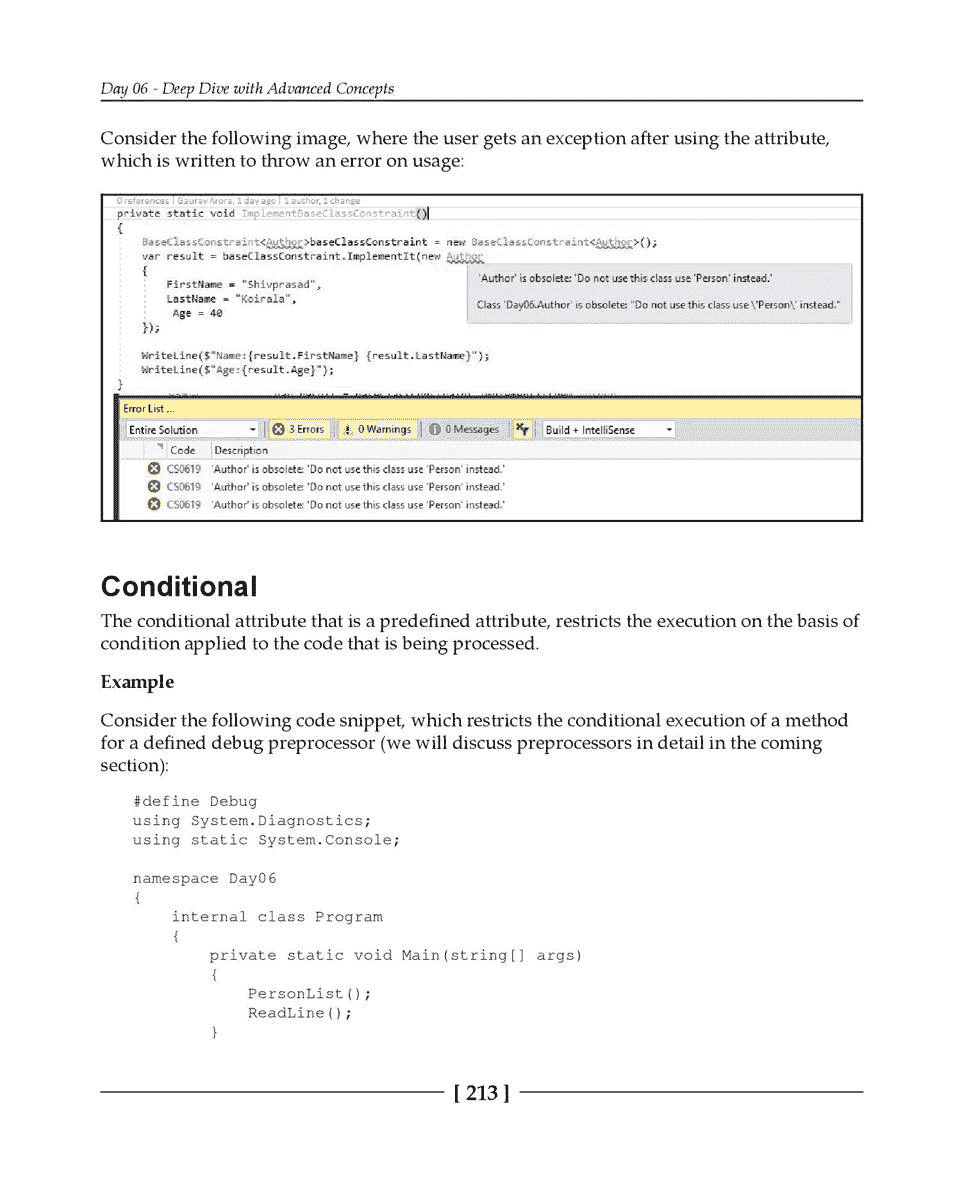 Day 06 - Deep Dive with Advanced Concepts
Consider the following image, where the user gets an exception after using the attribute,
which is written to throw an error on usage:
0 references | Gaurav Arora, 1 day ago | 1 author, 1 change
private static void ImplementBaseClassConstraint()
{
BaseClassConstraint<Author>baseClassConstraint = new BaseClassConstraint<Author>();
var result = baseClassConstraint.ImplementIt(new Author
{
'Author' is obsolete: 'Do not use this class use 'Person' instead.'
FirstName = "Shivprasad",
LastName = "Koirala",
Class 'Day06.Author' is obsolete: "Do not use this class use \'Person\' instead."
Age = 40
});
WriteLine($"Name:{result.FirstName} {result.LastName}");
WriteLine($"Age:{result.Age}");
}
Error List ...
Entire Solution 3 Errors 0 Warnings 0 Messages Build + IntelliSense
Code Description
CS0619 'Author' is obsolete: 'Do not use this class use 'Person' instead.'
CS0619 'Author' is obsolete: 'Do not use this class use 'Person' instead.'
CS0619 'Author' is obsolete: 'Do not use this class use 'Person' instead.'
Conditional
The conditional attribute that is a predefined attribute, restricts the execution on the basis of
condition applied to the code that is being processed.
Example
Consider the following code snippet, which restricts the conditional execution of a method
for a defined debug preprocessor (we will discuss preprocessors in detail in the coming
section):
#define Debug
using System.Diagnostics;
using static System.Console;
namespace Day06
{
internal class Program
{
private static void Main(string[] args)
{
PersonList();
ReadLine();
}
[ 213 ]